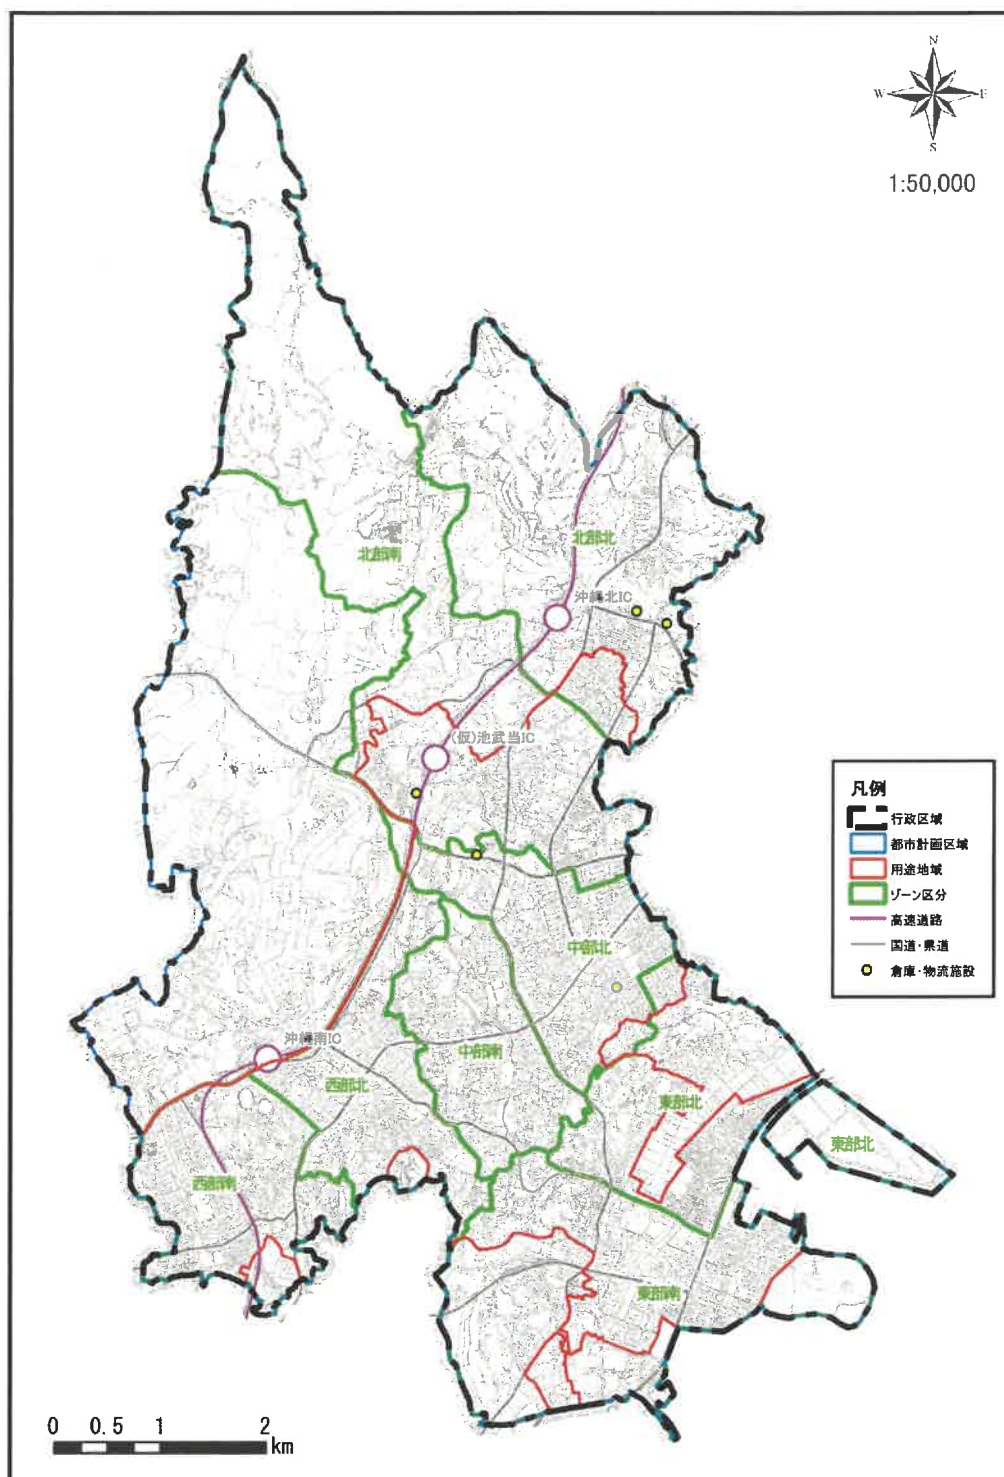 N
W E
S
1:50,000
北部南
北部北
沖縄北IC
(仮)池武当IC
凡例
行政区域
都市計画区域
用途地域
ゾーン区分
高速道路
国道・県道
倉庫・物流施設
中部北
沖縄南IC
中部南
西部北
東部北
東部北
西部南
東部南
0 0.5 1 2
km